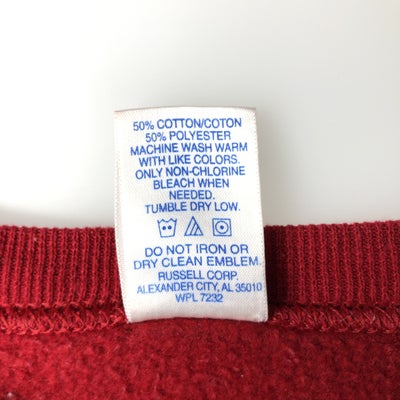 50% COTTON/COTON
50% POLYESTER
MACHINE WASH WARM
WITH LIKE COLORS.
ONLY NON-CHLORINE
BLEACH WHEN
NEEDED.
TUMBLE DRY LOW.
DO NOT IRON OR
DRY CLEAN EMBLEM.
RUSSELL CORP.
ALEXANDER CITY, AL 35010
WPL 7232